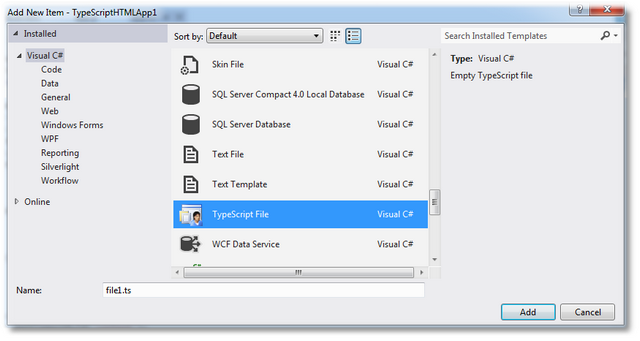 Add New Item - TypeScriptHTMLApp1
Installed
Sort by: Default
Search Installed Templates
Visual C#
Code
Data
General
Web
Windows Forms
WPF
Reporting
Silverlight
Workflow
Online
Skin File Visual C#
SQL Server Compact 4.0 Local Database Visual C#
SQL Server Database Visual C#
Text File Visual C#
Text Template Visual C#
TypeScript File Visual C#
WCF Data Service Visual C#
Type: Visual C#
Empty TypeScript file
Name: file1.ts
Add Cancel